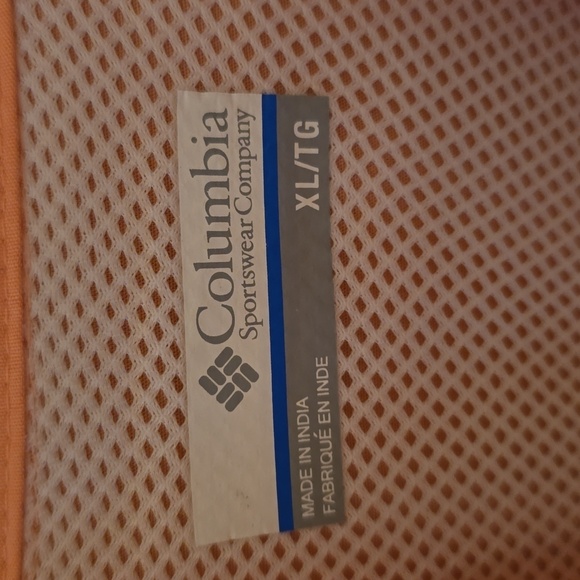 Columbia
Sportswear Company
XL/TG
MADE IN INDIA
FABRIQUÉ EN INDE